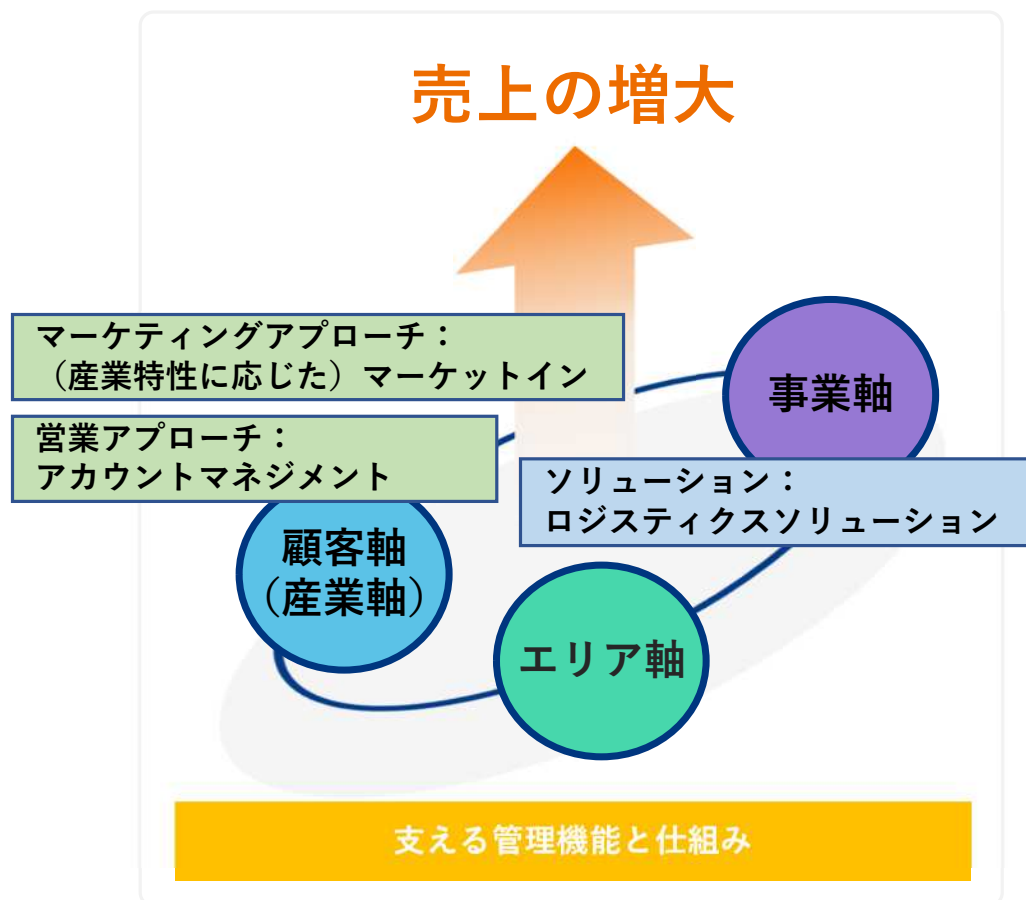 売上の増大
マーケティングアプローチ：
（産業特性に応じた）マーケットイン
事業軸
営業アプローチ：
アカウントマネジメント
ソリューション：
ロジスティクスソリューション
顧客軸
（産業軸）
エリア軸
支える管理機能と仕組み